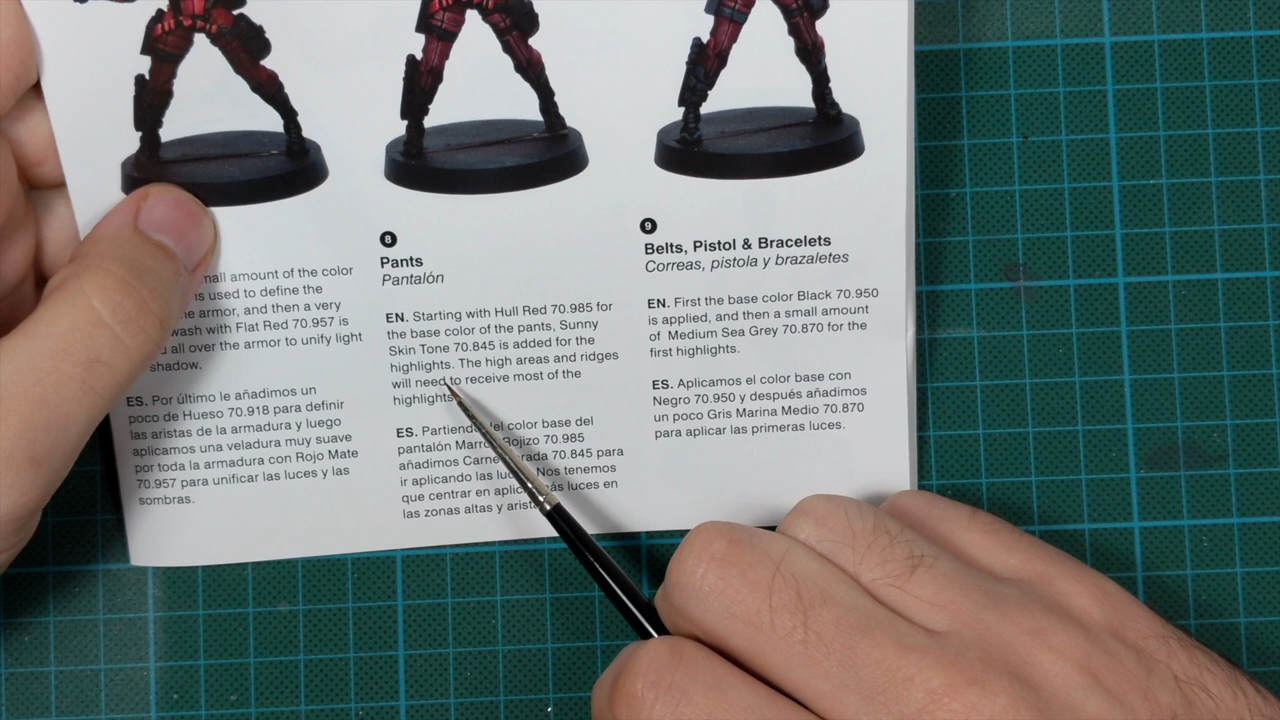 mall amount of the color
is used to define the
armor, and then a very
wash with Flat Red 70.957 is
all over the armor to unify light
shadow.
ES. Por último le añadimos un
poco de Hueso 70.918 para definir
las aristas de la armadura y luego
aplicamos una veladura muy suave
por toda la armadura con Rojo Mate
70.957 para unificar las luces y las
sombras.
8
Pants
Pantalón
EN. Starting with Hull Red 70.985 for
the base color of the pants, Sunny
Skin Tone 70.845 is added for the
highlights. The high areas and ridges
will need to receive most of the
highlights
ES. Partiendo del color base del
pantalón Marrón Rojizo 70.985
añadimos Carne 70.845 para
ir aplicando las luces. Nos tenemos
que centrar en aplicar más luces en
las zonas altas y aristas
9
Belts, Pistol & Bracelets
Correas, pistola y brazaletes
EN. First the base color Black 70.950
is applied, and then a small amount
of Medium Sea Grey 70.870 for the
first highlights.
ES. Aplicamos el color base con
Negro 70.950 y después añadimos
un poco Gris Marina Medio 70.870
para aplicar las primeras luces.